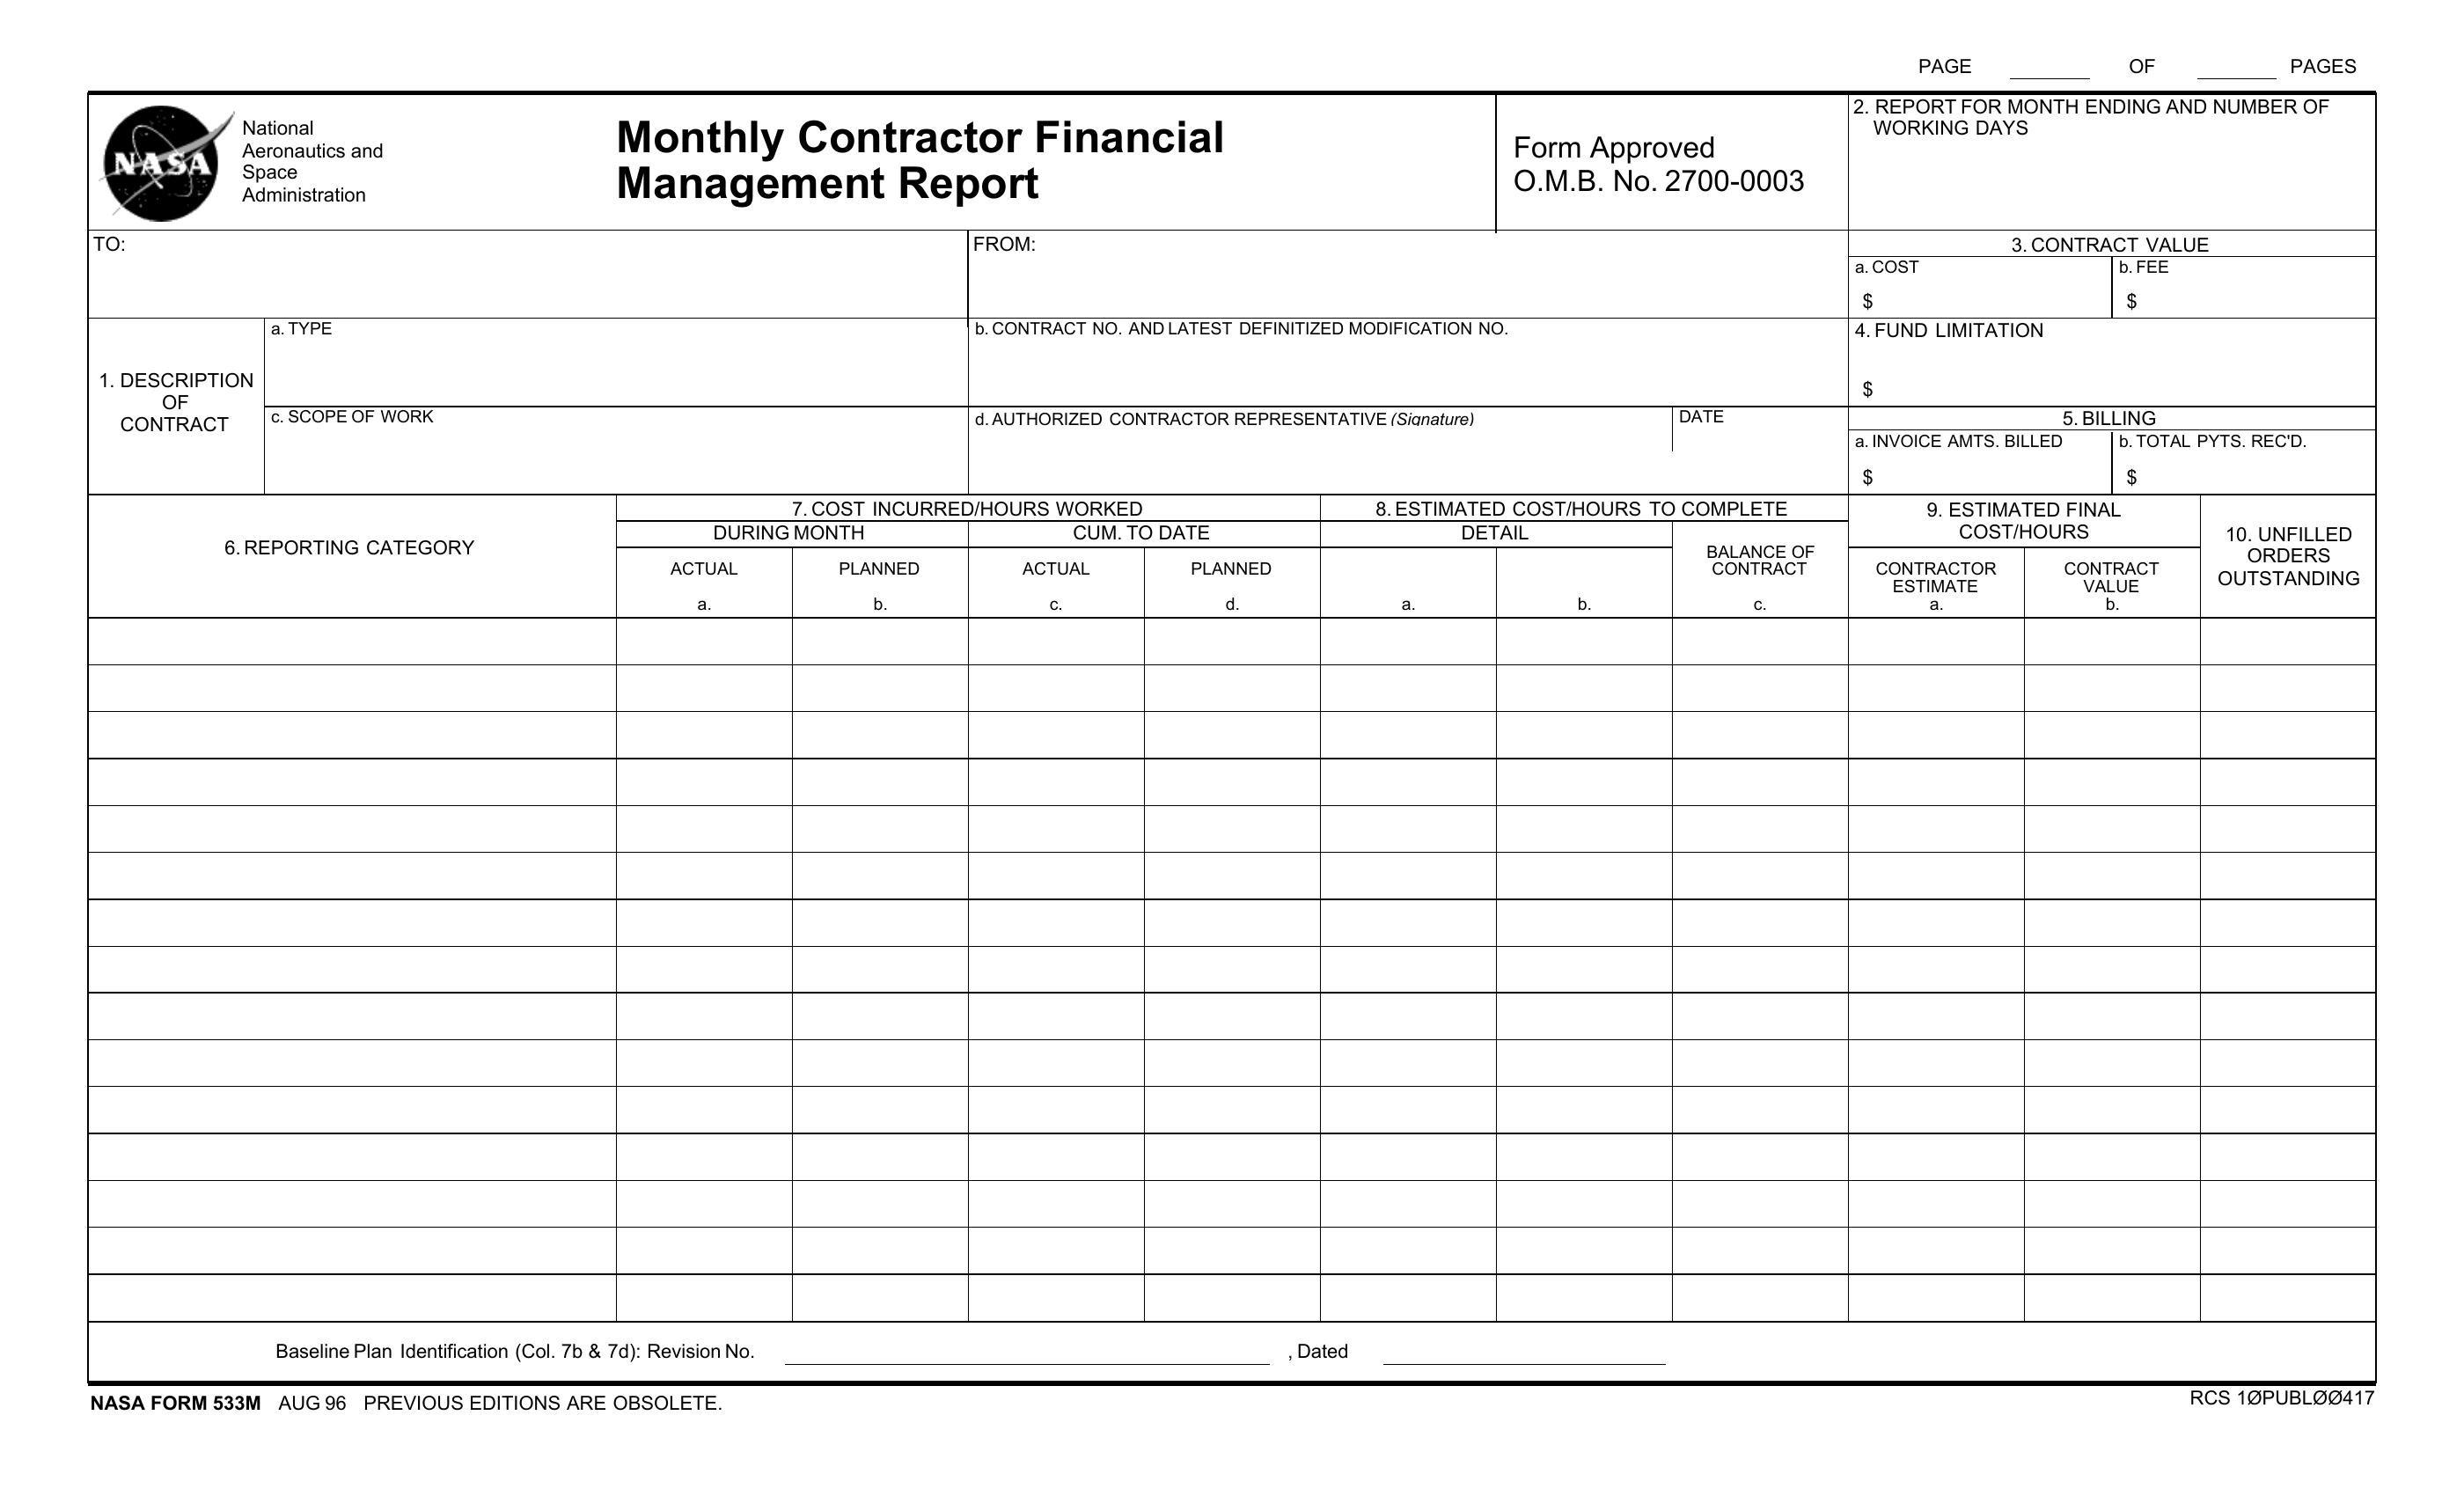 PAGE OF PAGES
NASA
National
Aeronautics and
Space
Administration
Monthly Contractor Financial
Management Report
Form Approved
O.M.B. No. 2700-0003
2. REPORT FOR MONTH ENDING AND NUMBER OF
WORKING DAYS
TO:
FROM:
3. CONTRACT VALUE
a. COST
b. FEE
$
$
1. DESCRIPTION
OF
CONTRACT
a. TYPE
b. CONTRACT NO. AND LATEST DEFINITIZED MODIFICATION NO.
4. FUND LIMITATION
$
c. SCOPE OF WORK
d. AUTHORIZED CONTRACTOR REPRESENTATIVE (Signature)
DATE
5. BILLING
a. INVOICE AMTS. BILLED
b. TOTAL PYTS. REC'D.
$
$
6. REPORTING CATEGORY
7. COST INCURRED/HOURS WORKED
DURING MONTH
CUM. TO DATE
ACTUAL
a.
PLANNED
b.
ACTUAL
c.
PLANNED
d.
8. ESTIMATED COST/HOURS TO COMPLETE
DETAIL
a.
b.
BALANCE OF
CONTRACT
c.
9. ESTIMATED FINAL
COST/HOURS
CONTRACTOR
ESTIMATE
a.
CONTRACT
VALUE
b.
10. UNFILLED
ORDERS
OUTSTANDING
Baseline Plan Identification (Col. 7b & 7d): Revision No. , Dated
NASA FORM 533M AUG 96 PREVIOUS EDITIONS ARE OBSOLETE.
RCS 1ØPUBLØØ417